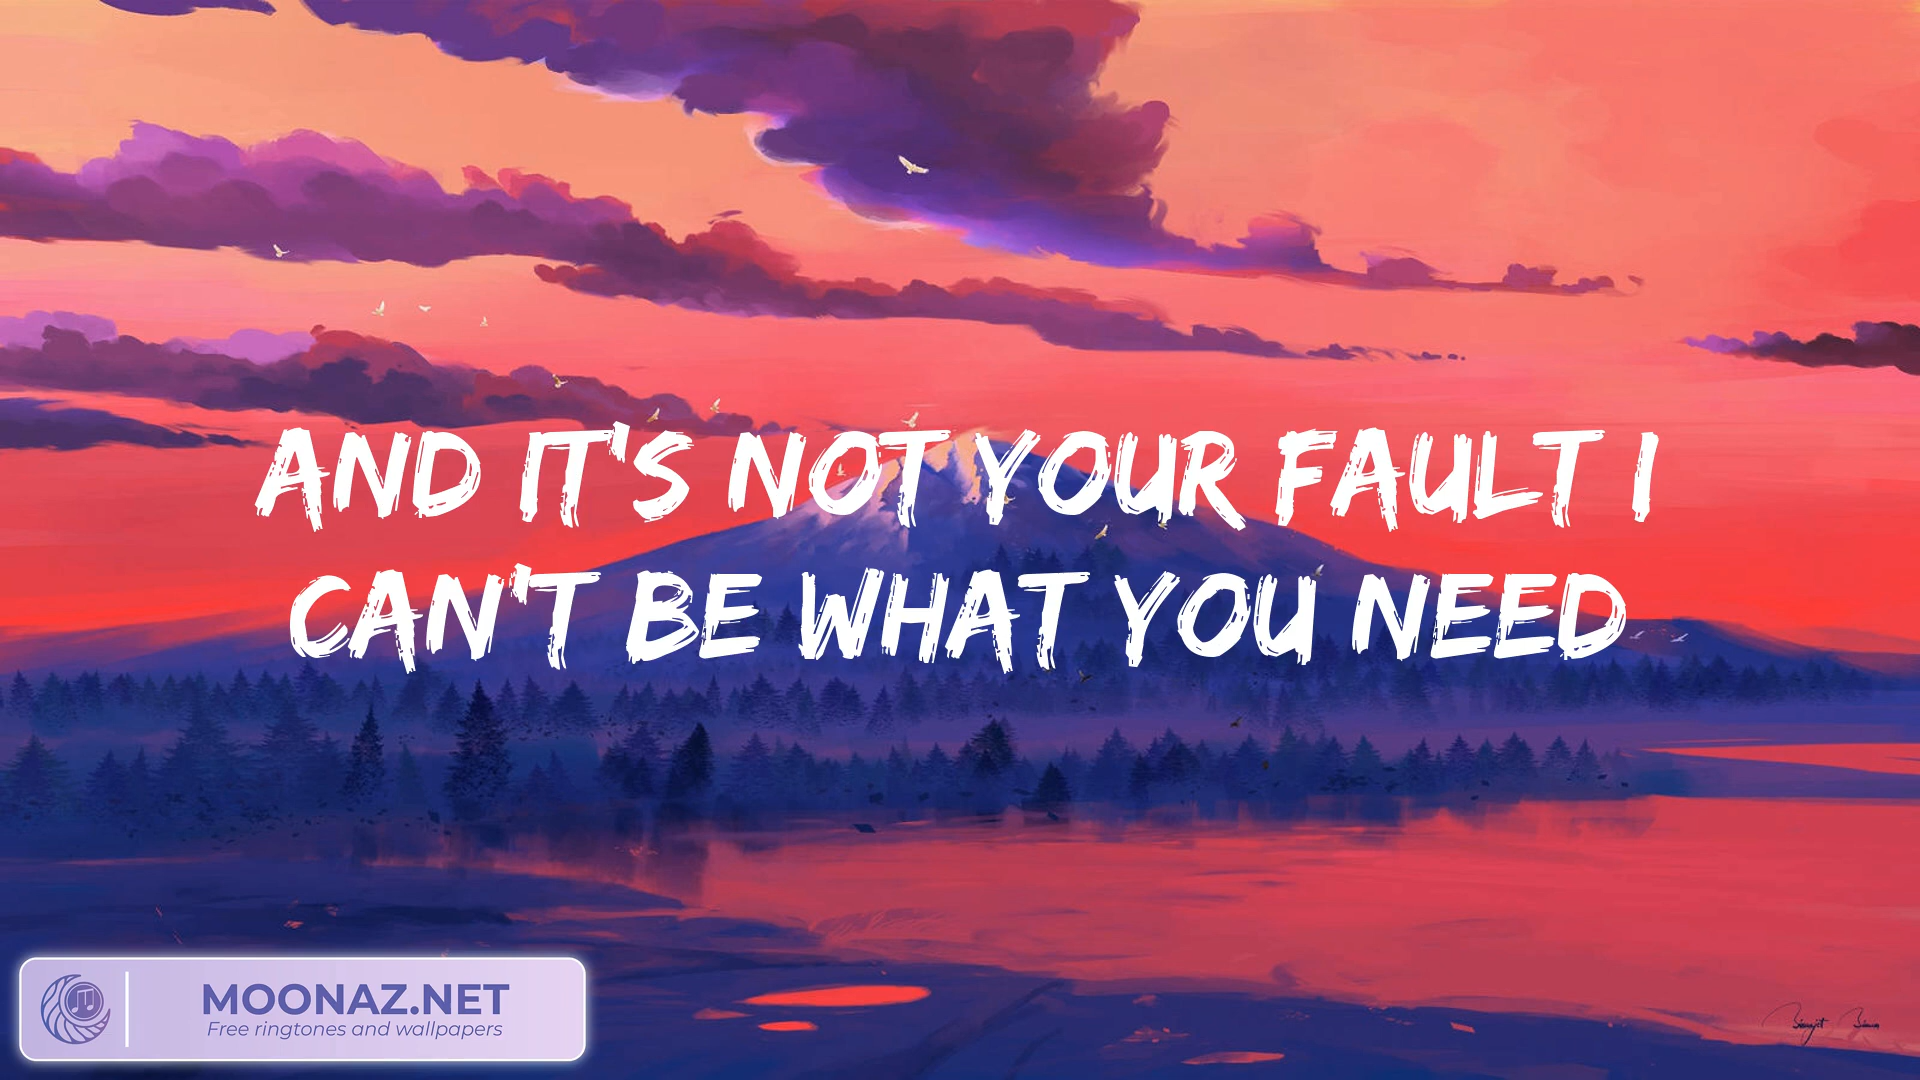 AND IT'S NOT YOUR FAULT I
CAN'T BE WHAT YOU NEED
MOONAZ.NET
Free ringtones and wallpapers